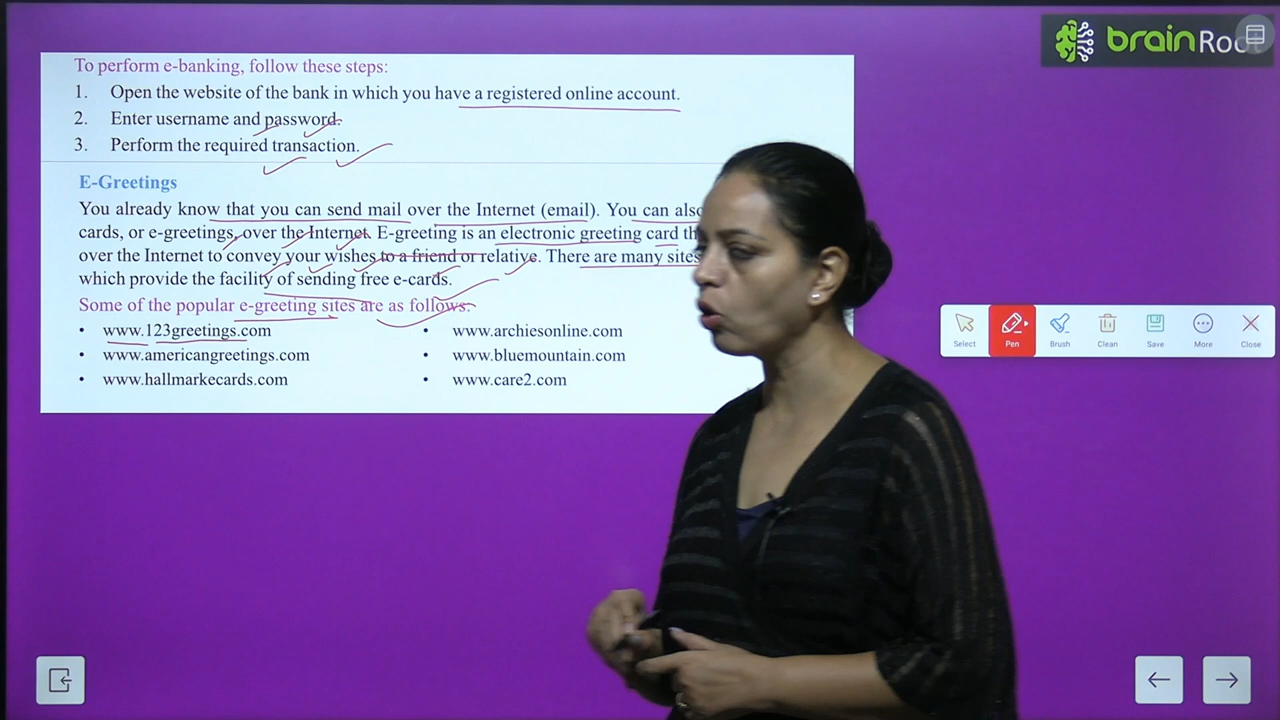 brainRoot
To perform e-banking, follow these steps:
1. Open the website of the bank in which you have a registered online account.
2. Enter username and password.
3. Perform the required transaction.
E-Greetings
You already know that you can send mail over the Internet (email). You can also
cards, or e-greetings, over the Internet. E-greeting is an electronic greeting card
over the Internet to convey your wishes to a friend or relative. There are many sites
which provide the facility of sending free e-cards.
Some of the popular e-greeting sites are as follows:
• www.123greetings.com • www.archiesonline.com
• www.americangreetings.com • www.bluemountain.com
• www.hallmarkecards.com • www.care2.com
Select Pen Brush Clean Save More Close